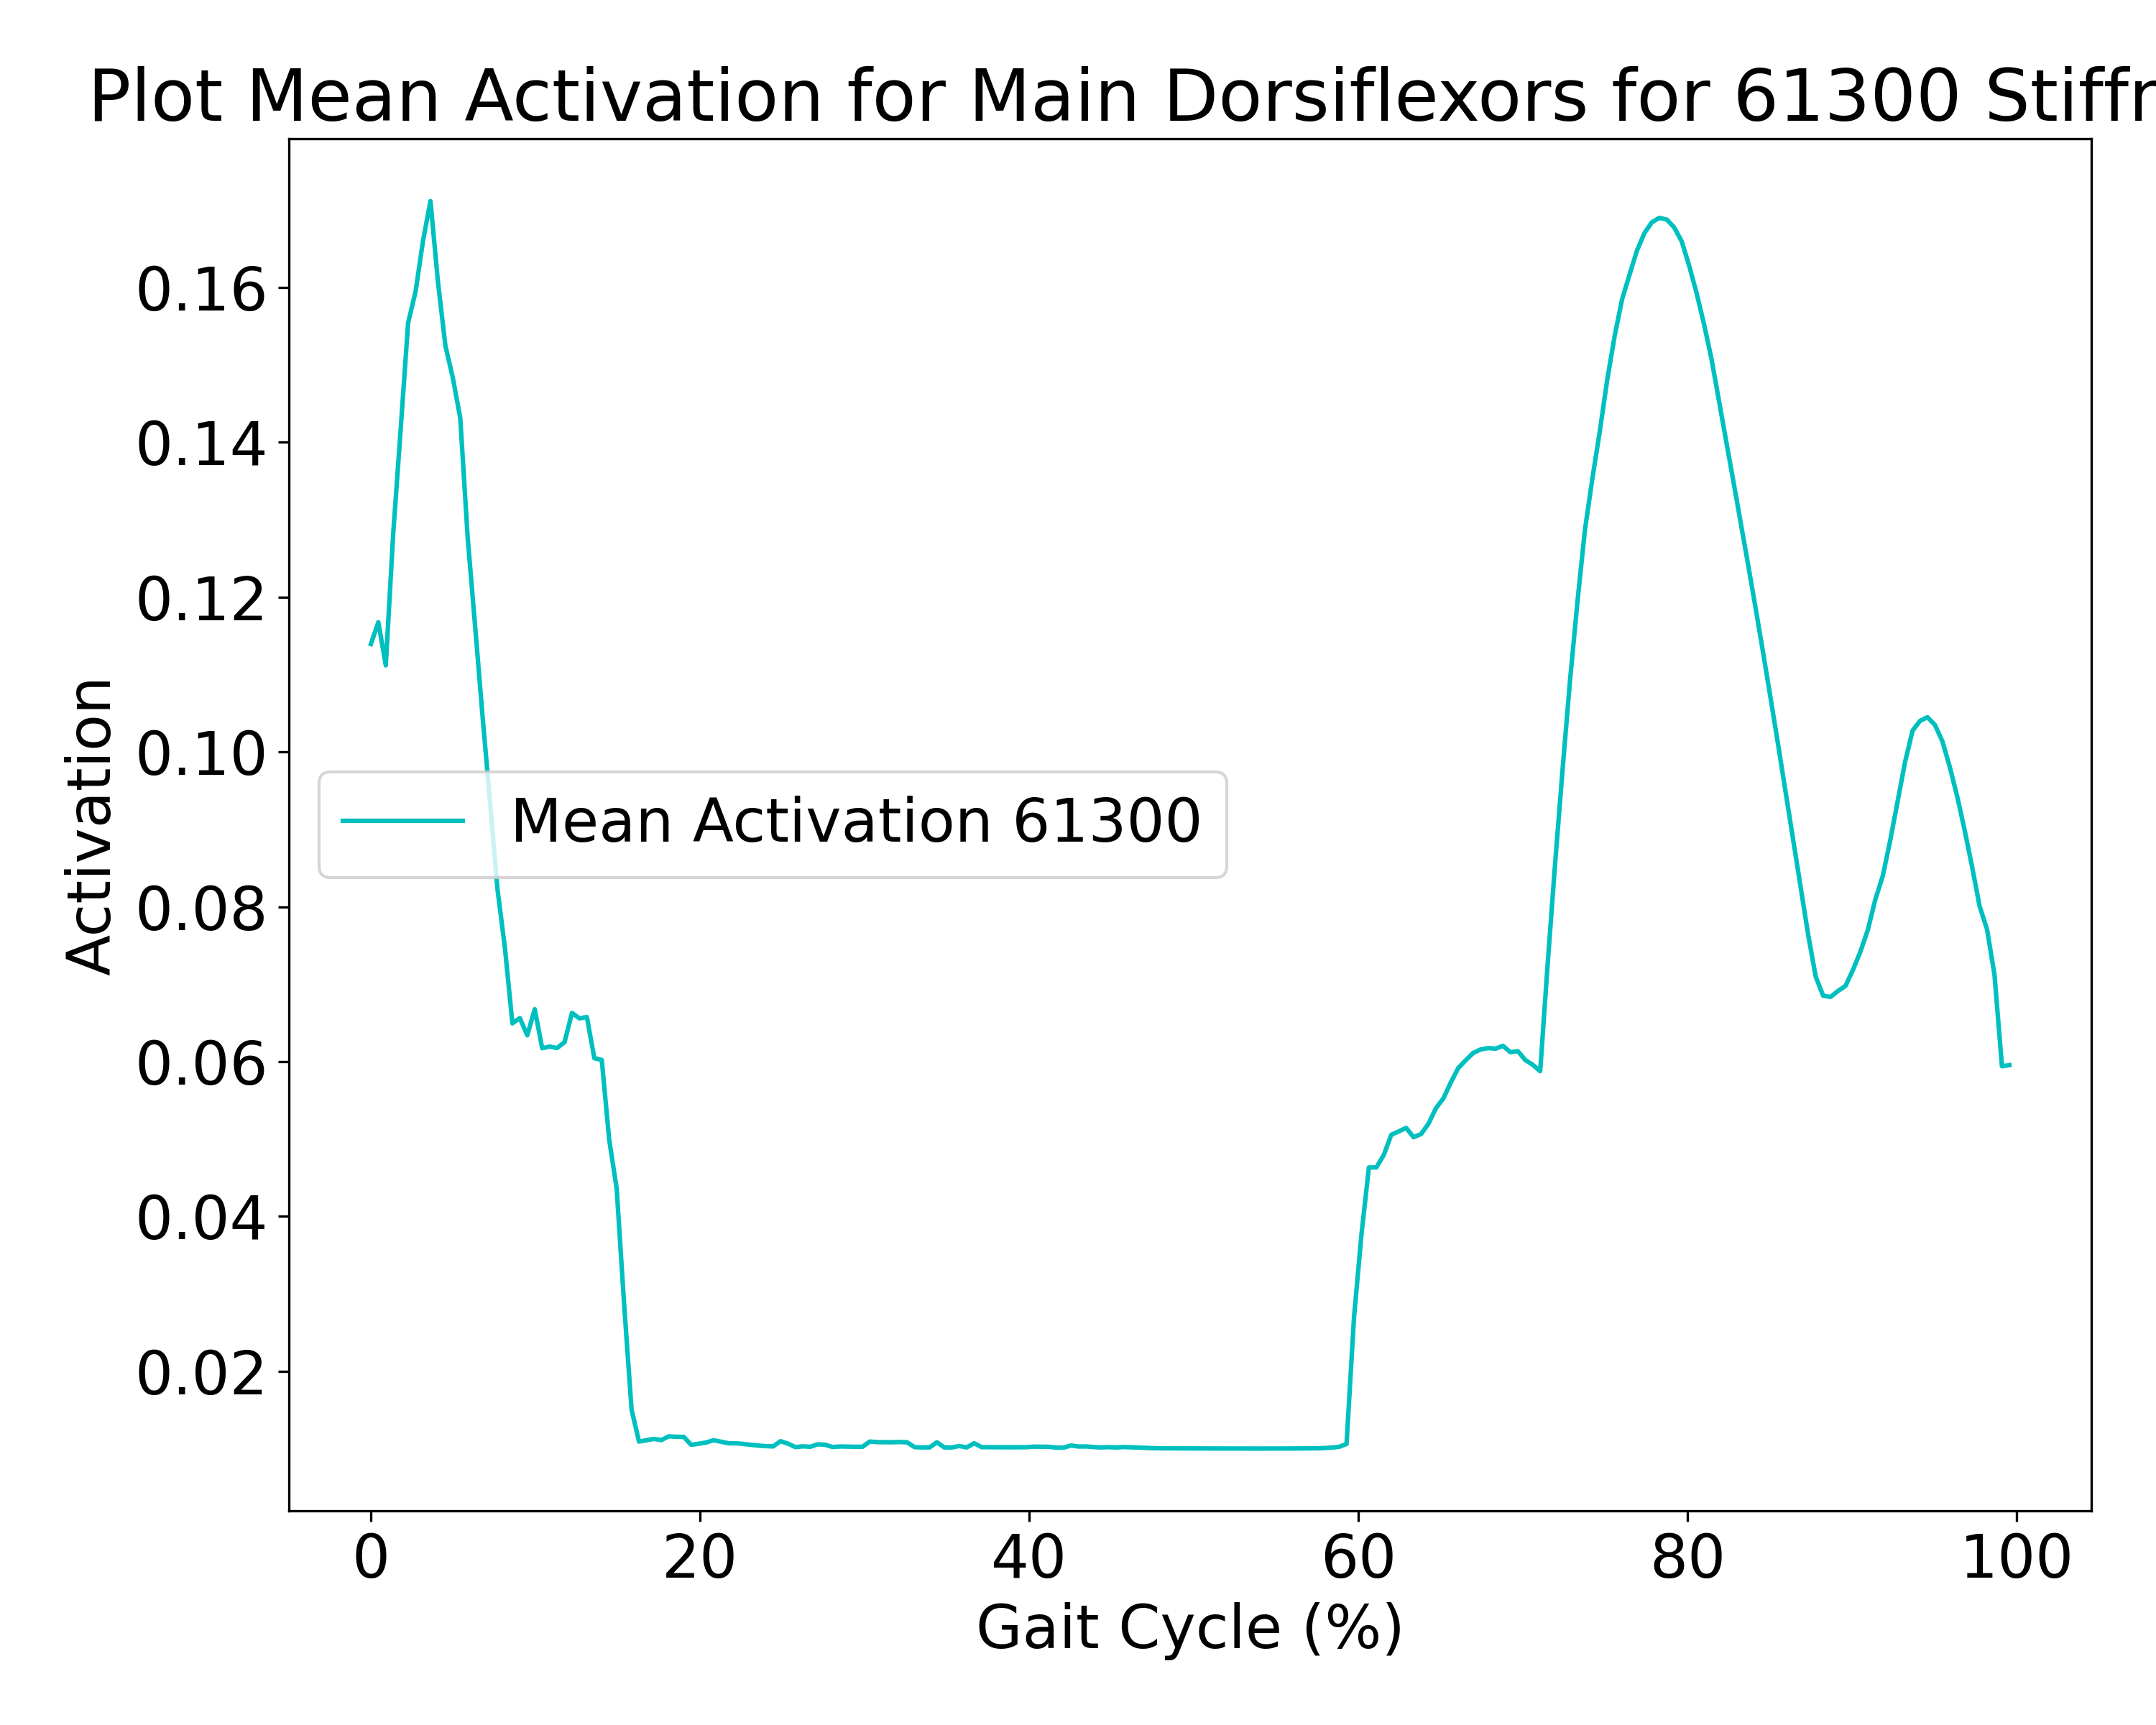 Plot Mean Activation for Main Dorsiflexors for 61300
0.16
0.14
0.12
0.10
0.08
0.06
0.04
0.02
Activation
Mean Activation 61300
0 20 40 60 80 100
Gait Cycle (%)